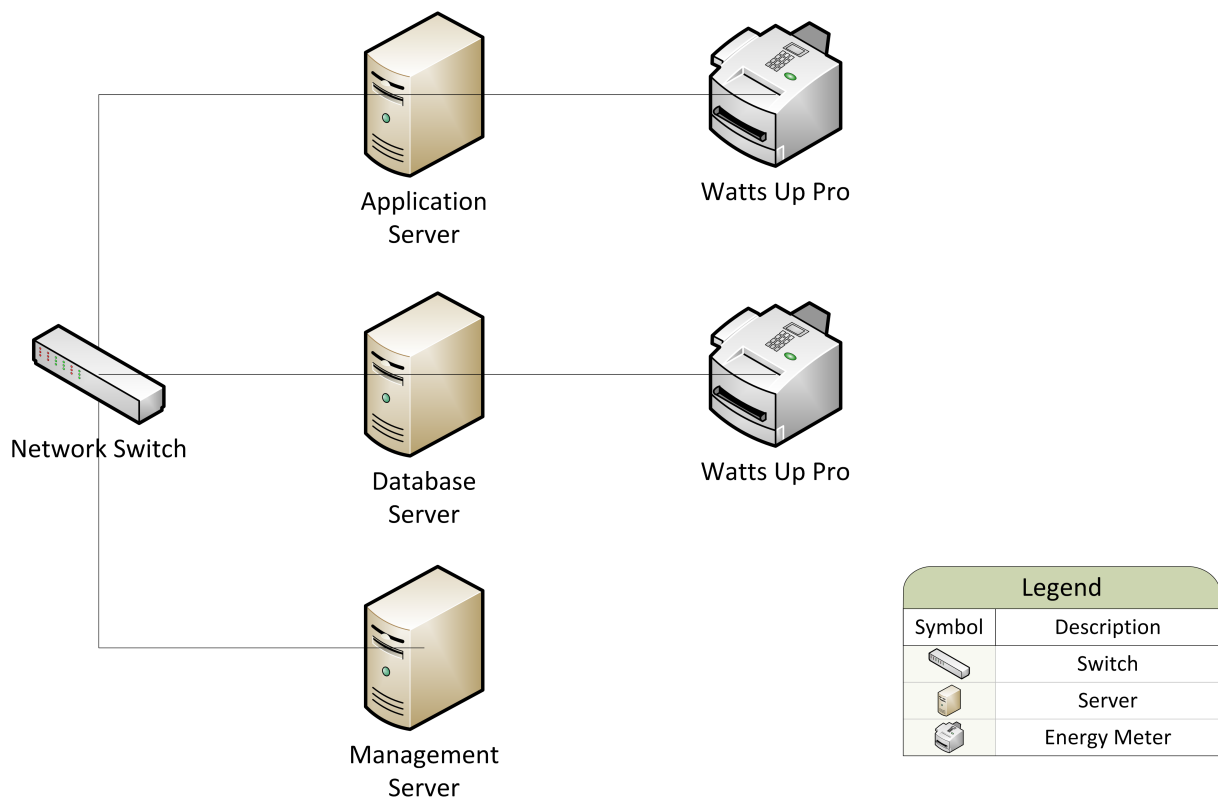 Application
Server
Watts Up Pro
Network Switch
Database
Server
Watts Up Pro
Management
Server
Legend
Symbol
Description
Switch
Server
Energy Meter